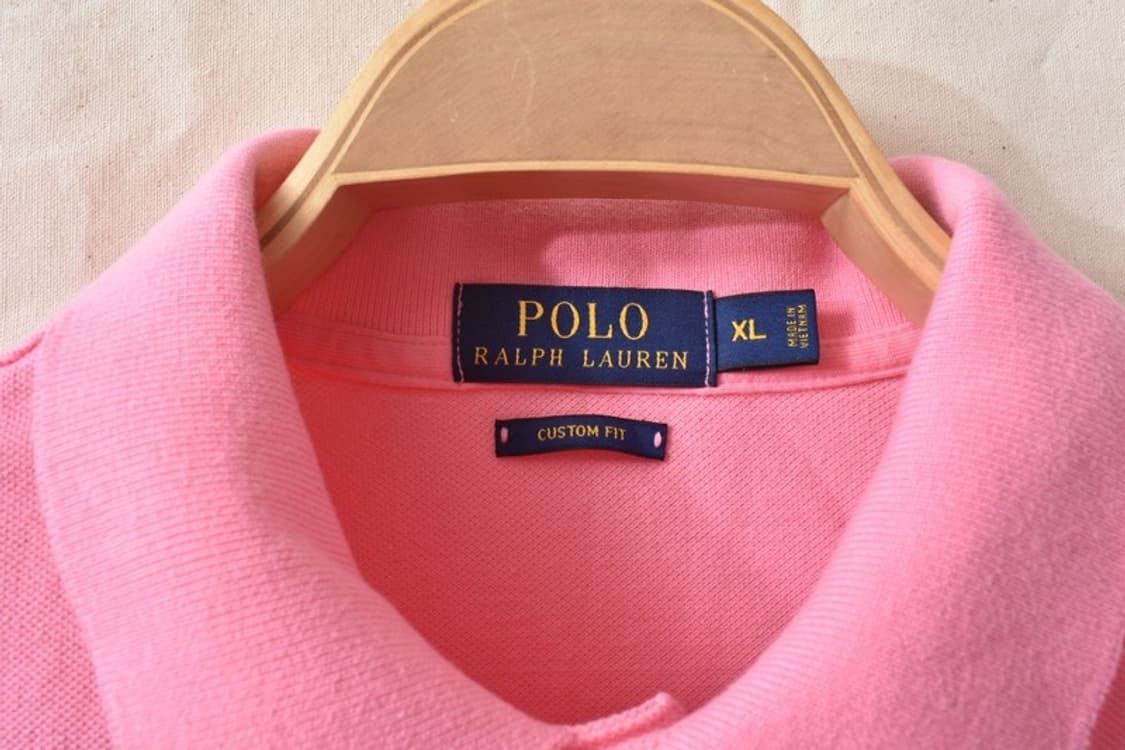 POLO
RALPH LAUREN
XL
MADE IN
VIETNAM
CUSTOM FIT